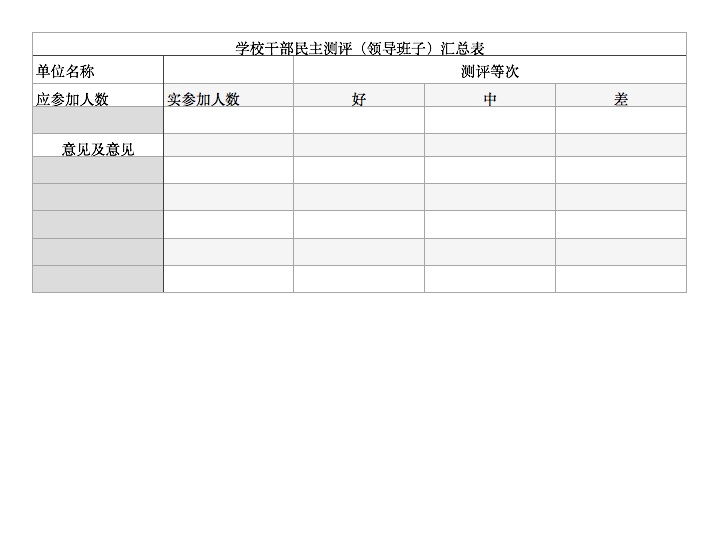 学校干部民主测评（领导班子）汇总表
单位名称 测评等次
应参加人数 实参加人数 好 中 差
意见及意见